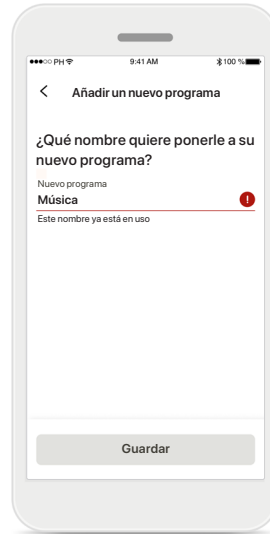 ●●●○○ PH 9:41 AM 100 %
Añadir un nuevo programa
¿Qué nombre quiere ponerle a su
nuevo programa?
Nuevo programa
Música
Este nombre ya está en uso
Guardar